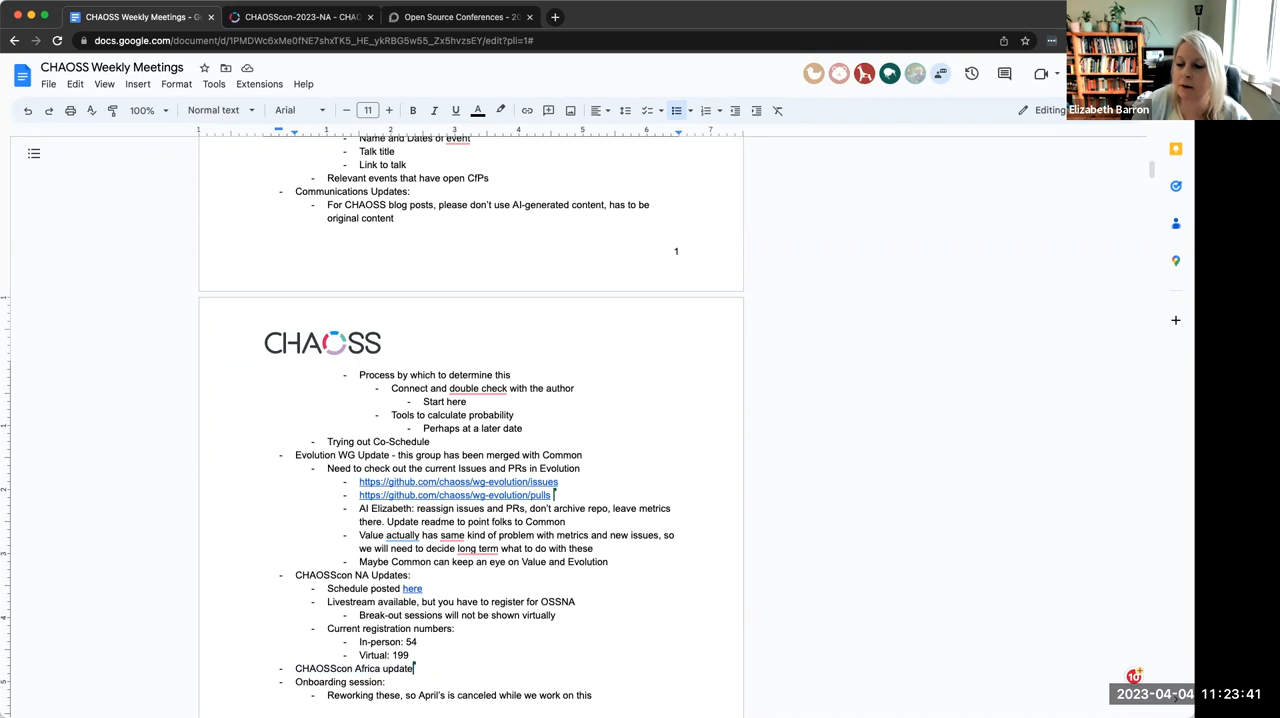 CHAOSS Weekly Meetings - G
CHAOSScon-2023-NA - CHAO
Open Source Conferences - 20
docs.google.com/document/d/1PMDWc6xMe0fNE7shxTK5_HE_ykRBG5w55_Zx5hvzsEY/edit?pli=1#
Elizabeth Barron
CHAOSS Weekly Meetings
File Edit View Insert Format Tools Extensions Help
100% Normal text Arial 11 B I U A Editing
1 1 2 3 4 5 6 7
Name and Dates of event
Talk title
Link to talk
- Relevant events that have open CfPs
- Communications Updates:
- For CHAOSS blog posts, please don't use AI-generated content, has to be
original content
1
CHAOSS
- Process by which to determine this
- Connect and double check with the author
- Start here
- Tools to calculate probability
- Perhaps at a later date
- Trying out Co-Schedule
- Evolution WG Update - this group has been merged with Common
- Need to check out the current Issues and PRs in Evolution
- https://github.com/chaoss/wg-evolution/issues
- https://github.com/chaoss/wg-evolution/pulls
- AI Elizabeth: reassign issues and PRs, don't archive repo, leave metrics
there. Update readme to point folks to Common
- Value actually has same kind of problem with metrics and new issues, so
we will need to decide long term what to do with these
- Maybe Common can keep an eye on Value and Evolution
- CHAOSScon NA Updates:
- Schedule posted here
- Livestream available, but you have to register for OSSNA
- Break-out sessions will not be shown virtually
- Current registration numbers:
- In-person: 54
- Virtual: 199
- CHAOSScon Africa update
- Onboarding session:
- Reworking these, so April's is canceled while we work on this
10
2023-04-04 11:23:41